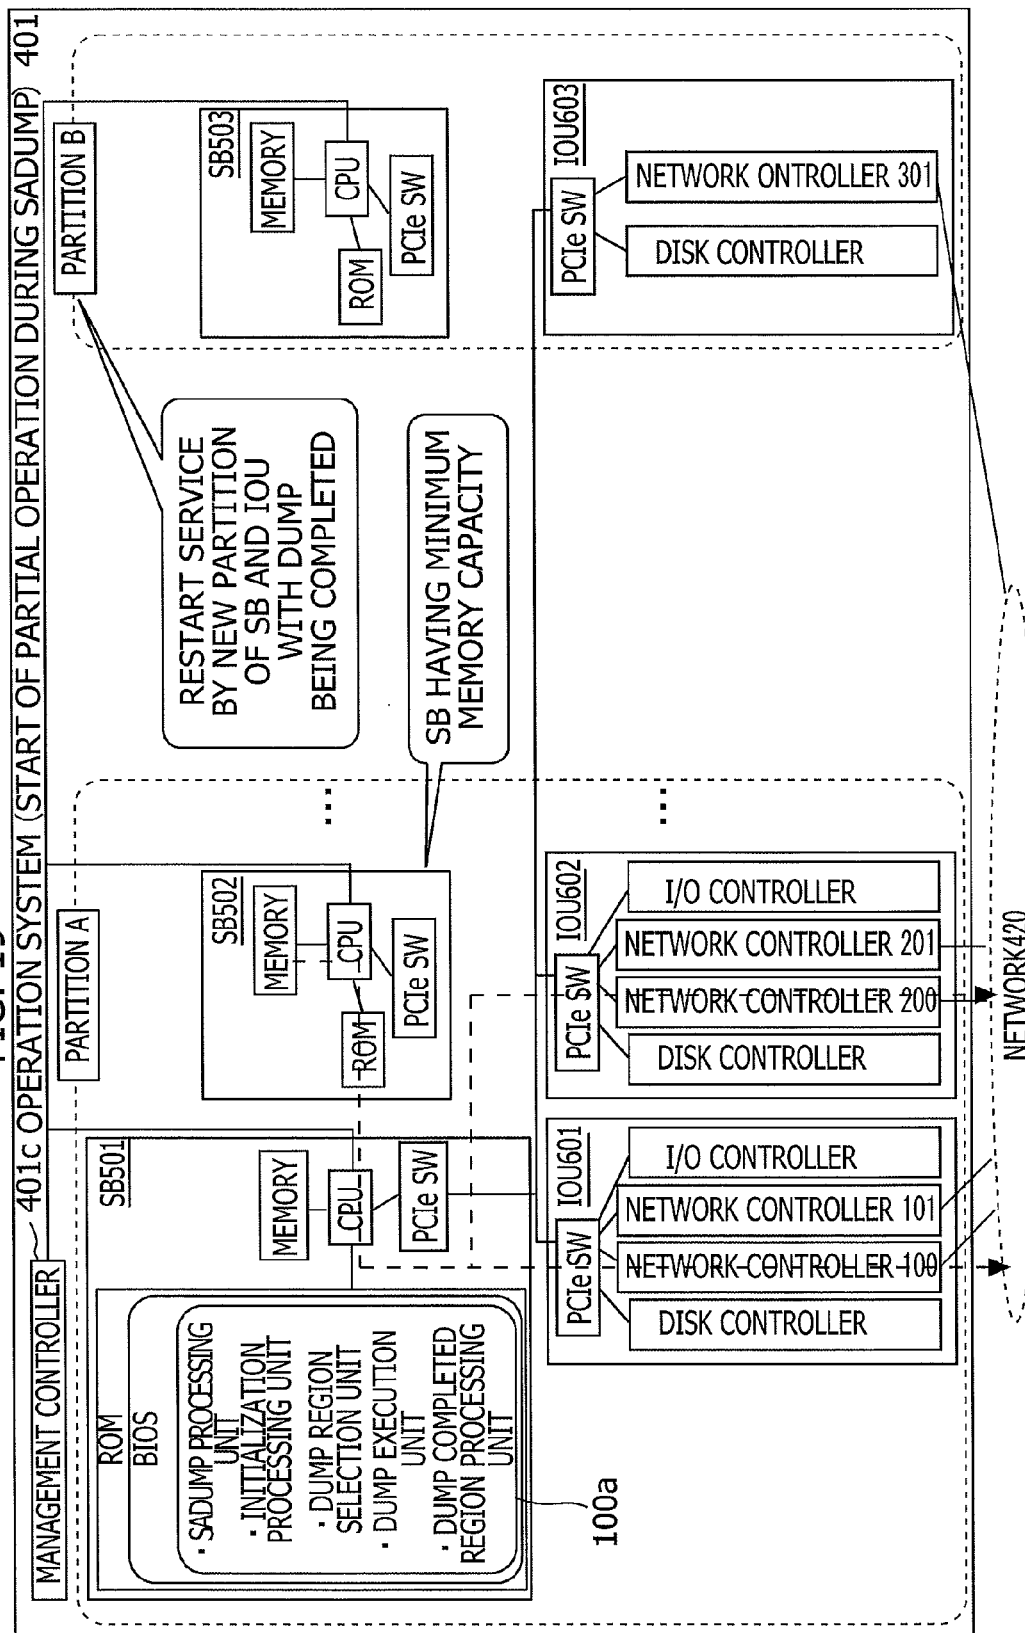 401c OPERATION SYSTEM (START OF PARTIAL OPERATION DURING SADUMP) 401
MANAGEMENT CONTROLLER
PARTITION A
PARTITION B
SB501
ROM
BIOS
· SADUMP PROCESSING
UNIT
· INITIALIZATION
PROCESSING UNIT
· DUMP REGION
SELECTION UNIT
· DUMP EXECUTION
UNIT
· DUMP COMPLETED
REGION PROCESSING
UNIT
100a
MEMORY
CPU
PCIe SW
SB502
MEMORY
CPU
ROM
PCIe SW
...
SB HAVING MINIMUM
MEMORY CAPACITY
RESTART SERVICE
BY NEW PARTITION
OF SB AND IOU
WITH DUMP
BEING COMPLETED
SB503
MEMORY
CPU
ROM
PCIe SW
IOU601
PCIe SW
I/O CONTROLLER
NETWORK CONTROLLER 101
NETWORK CONTROLLER 100
DISK CONTROLLER
IOU602
PCIe SW
I/O CONTROLLER
NETWORK CONTROLLER 201
NETWORK CONTROLLER 200
DISK CONTROLLER
...
IOU603
PCIe SW
NETWORK ONTROLLER 301
DISK CONTROLLER
NETWORK420